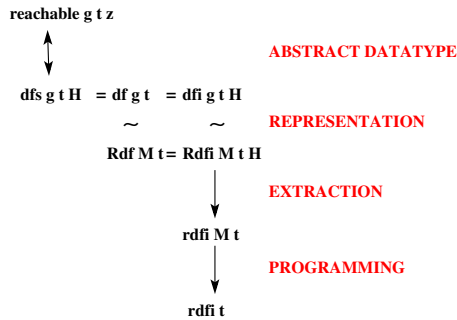 reachable g t z
ABSTRACT DATATYPE
dfs g t H = df g t = dfi g t H
~ ~
REPRESENTATION
Rdf M t = Rdfi M t H
EXTRACTION
rdfi M t
PROGRAMMING
rdfi t